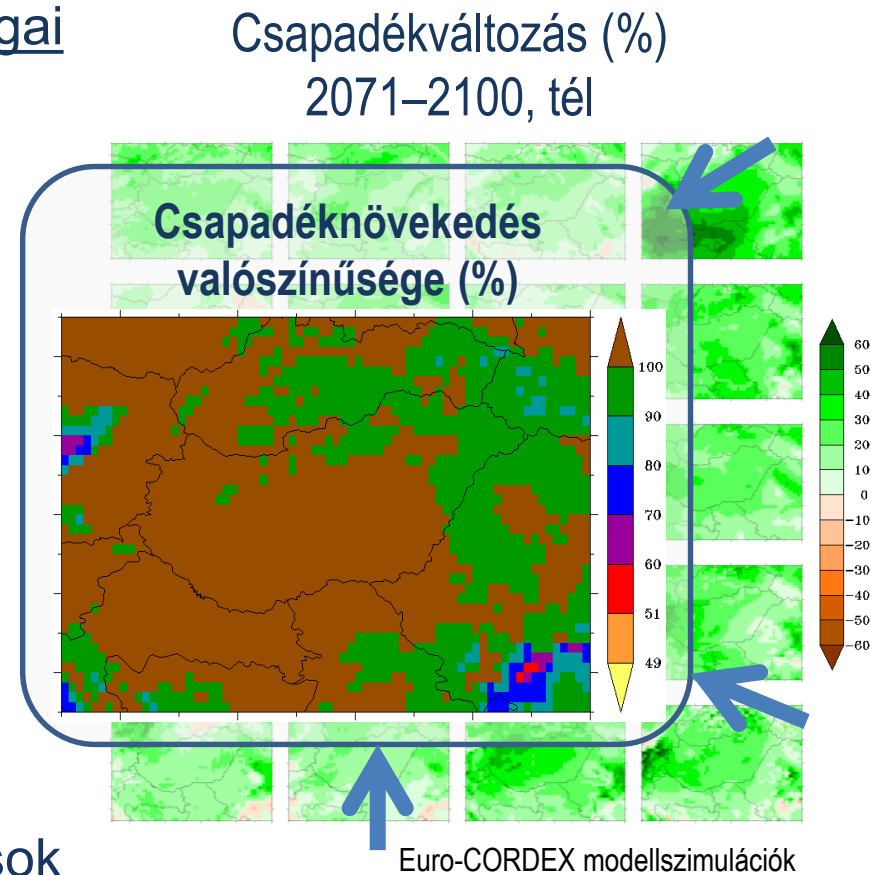 gai
Csapadékváltozás (%)
2071–2100, tél
Csapadéknövekedés
valószínűsége (%)
100
90
80
70
60
51
49
60
50
40
30
20
10
0
−10
−20
−30
−40
−50
−60
sok
Euro-CORDEX modellszimulációk